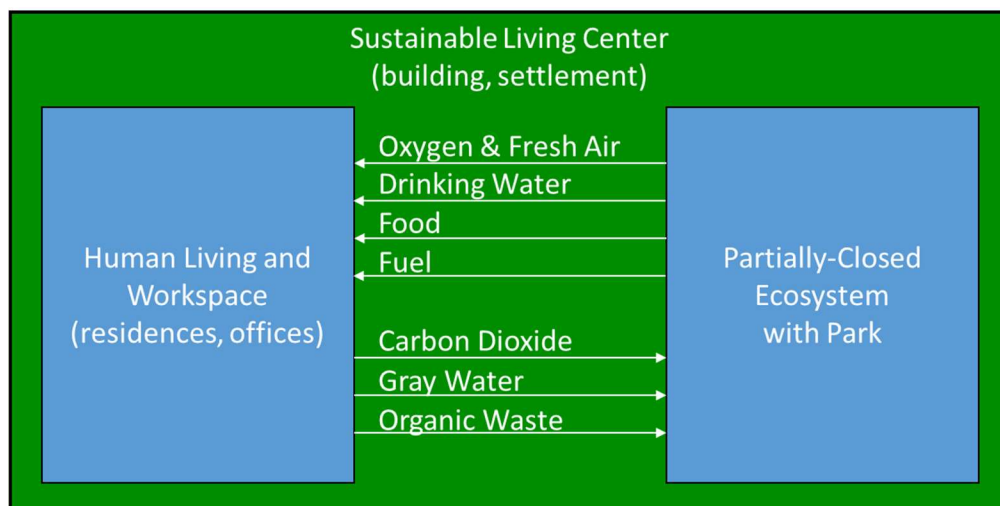 Sustainable Living Center
(building, settlement)
Human Living and
Workspace
(residences, offices)
Oxygen & Fresh Air
Drinking Water
Food
Fuel
Carbon Dioxide
Gray Water
Organic Waste
Partially-Closed
Ecosystem
with Park